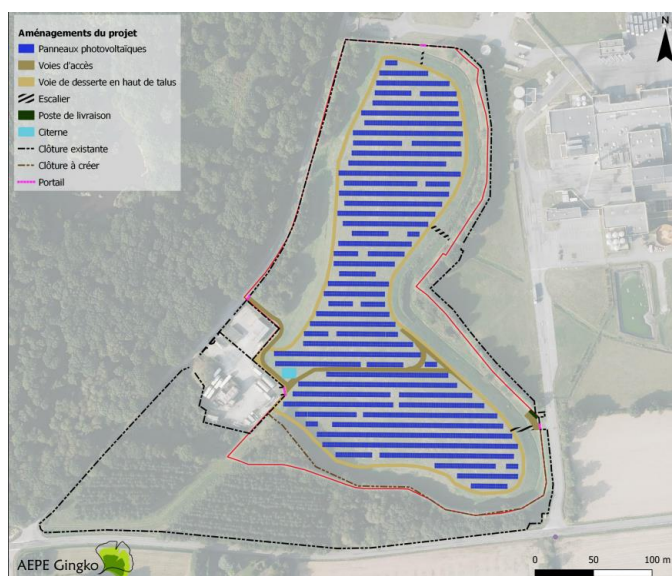 Aménagements du projet
Panneaux photovoltaïques
Voies d'accès
Voie de desserte en haut de talus
Escalier
Poste de livraison
Citerne
Clôture existante
Clôture à créer
Portail
N
AEPE Gingko
0 50 100 m